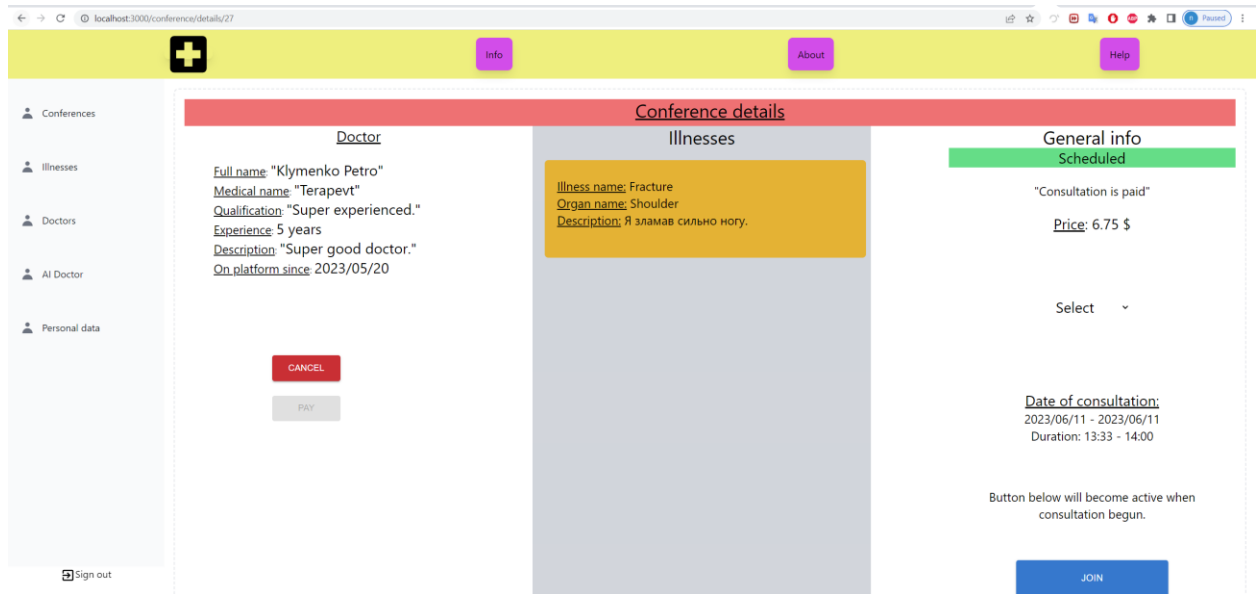 localhost:3000/conference/details/27
Paused
Info
About
Help
Conferences
Illnesses
Doctors
AI Doctor
Personal data
Sign out
Conference details
Doctor
Full name: "Klymenko Petro"
Medical name: "Terapevt"
Qualification: "Super experienced."
Experience: 5 years
Description: "Super good doctor."
On platform since: 2023/05/20
CANCEL
PAY
Illnesses
Illness name: Fracture
Organ name: Shoulder
Description: Я зламав сильно ногу.
General info
Scheduled
"Consultation is paid"
Price: 6.75 $
Select
Date of consultation:
2023/06/11 - 2023/06/11
Duration: 13:33 - 14:00
Button below will become active when
consultation begun.
JOIN